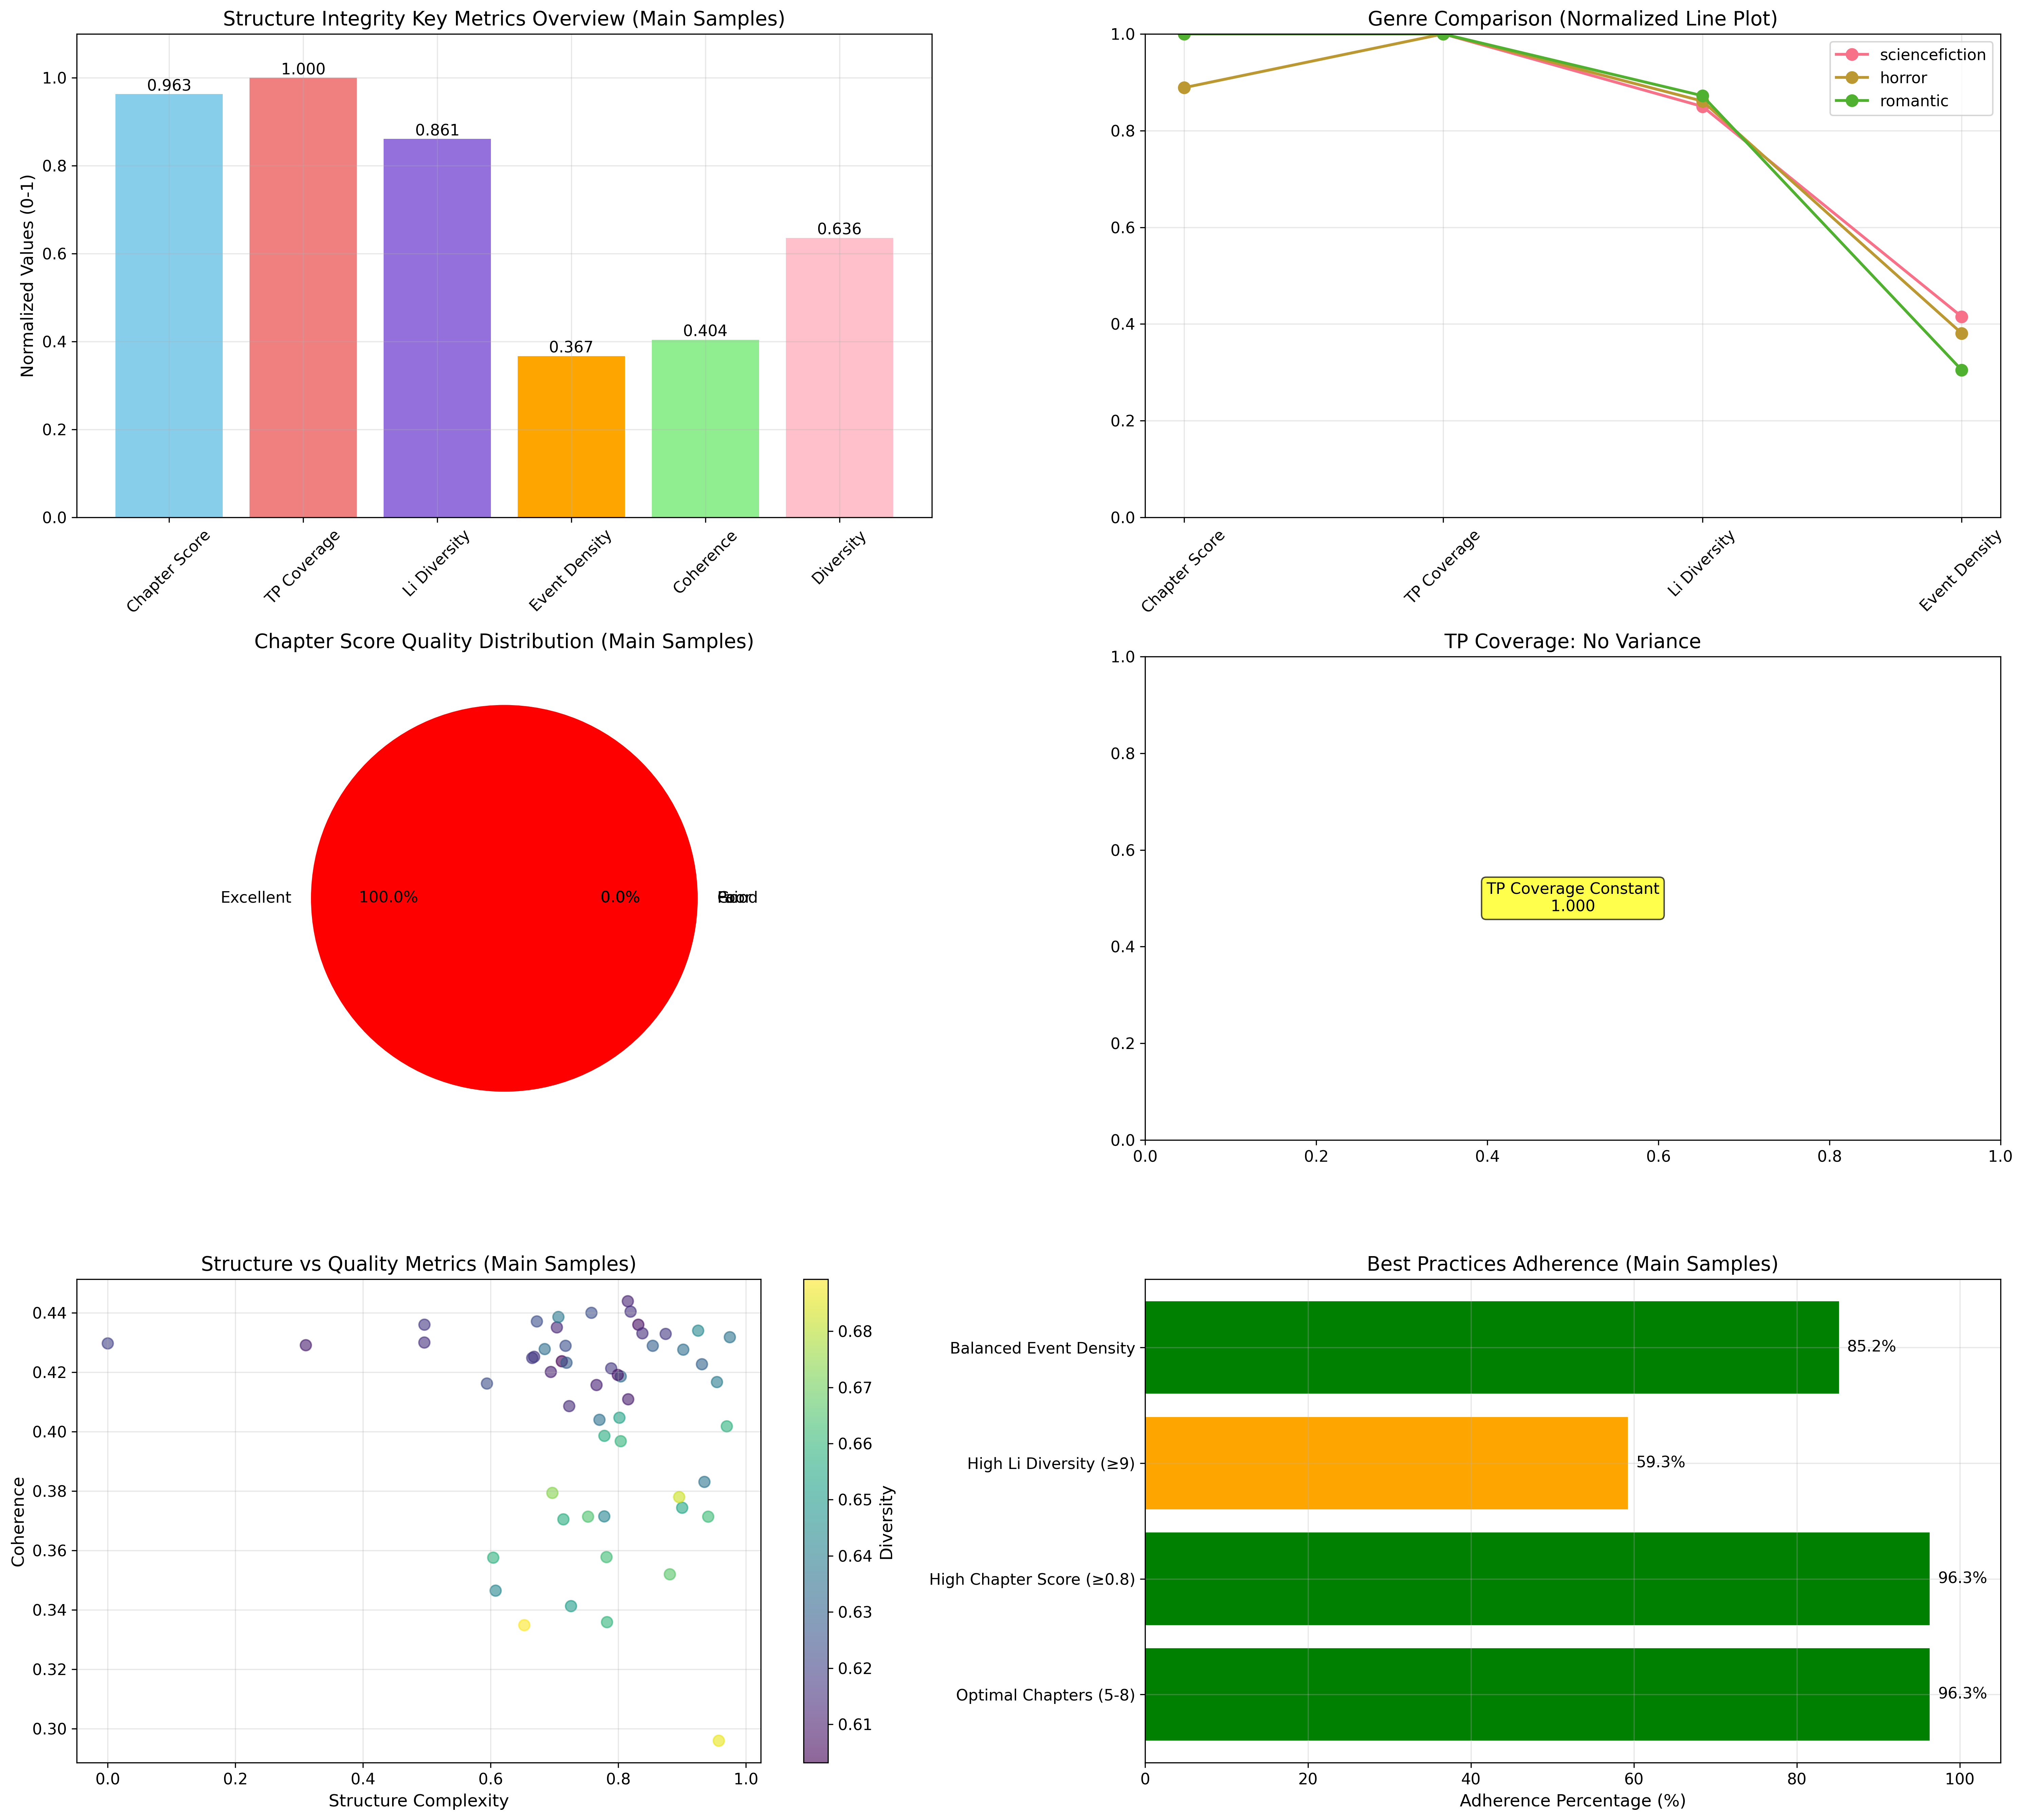 Structure Integrity Key Metrics Overview (Main Samples)
Normalized Values (0-1)
1.0
0.8
0.6
0.4
0.2
0.0
0.963
1.000
0.861
0.367
0.404
0.636
Chapter Score
TP Coverage
Li Diversity
Event Density
Coherence
Diversity
Genre Comparison (Normalized Line Plot)
1.0
0.8
0.6
0.4
0.2
0.0
sciencefiction
horror
romantic
Chapter Score
TP Coverage
Li Diversity
Event Density
Chapter Score Quality Distribution (Main Samples)
Excellent
100.0%
0.0%
TP Coverage: No Variance
1.0
0.8
0.6
0.4
0.2
0.0
TP Coverage Constant
1.000
0.0
0.2
0.4
0.6
0.8
1.0
Structure vs Quality Metrics (Main Samples)
Coherence
0.44
0.42
0.40
0.38
0.36
0.34
0.32
0.30
0.0
0.2
0.4
0.6
0.8
1.0
Structure Complexity
0.68
0.67
0.66
0.65
0.64
0.63
0.62
0.61
Diversity
Best Practices Adherence (Main Samples)
Balanced Event Density
85.2%
High Li Diversity (≥9)
59.3%
High Chapter Score (≥0.8)
96.3%
Optimal Chapters (5-8)
96.3%
0
20
40
60
80
100
Adherence Percentage (%)